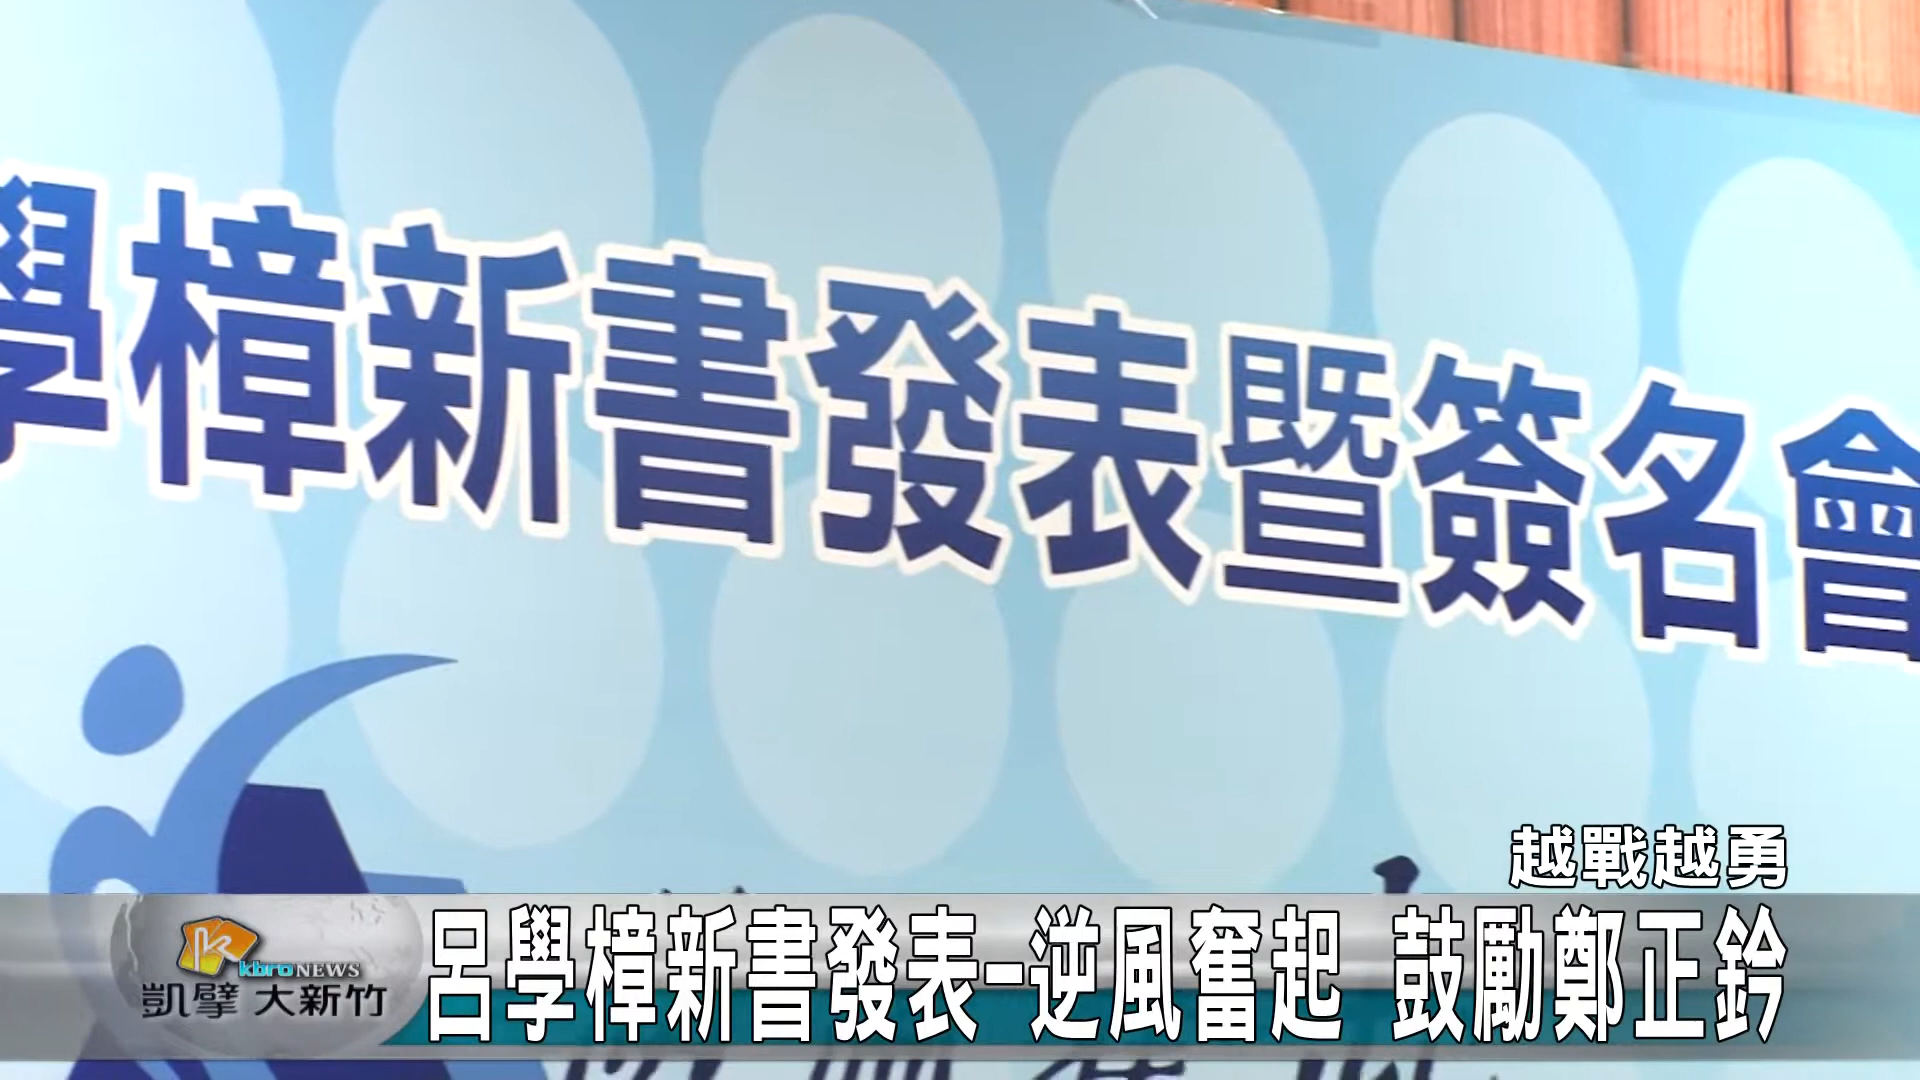 學樟新書發表暨簽名會
越戰越勇
呂學樟新書發表-逆風奮起 鼓勵鄭正鈐
kbro NEWS
凱擘 大新竹